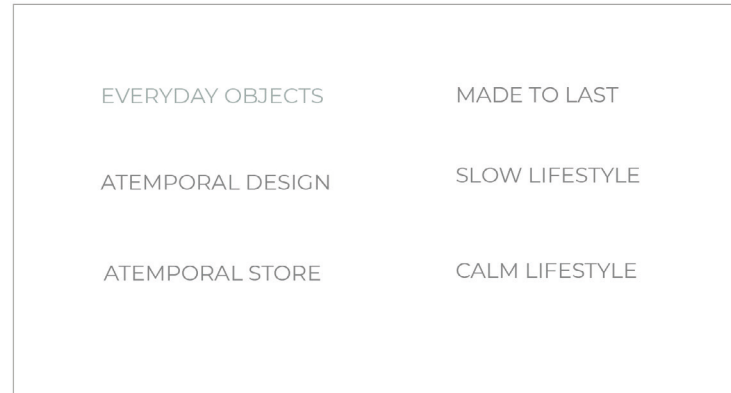 EVERYDAY OBJECTS
ATEMPORAL DESIGN
ATEMPORAL STORE
MADE TO LAST
SLOW LIFESTYLE
CALM LIFESTYLE